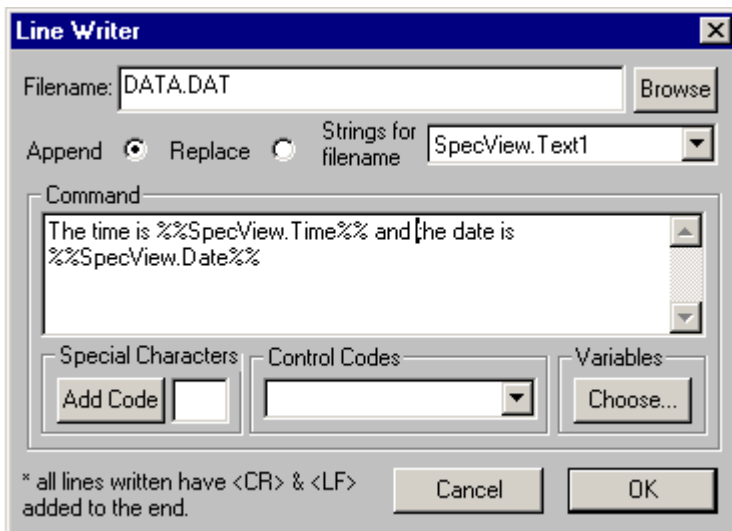 Line Writer
Filename: DATA.DAT Browse
Append Replace Strings for filename SpecView.Text1
Command
The time is %%SpecView.Time%% and the date is
%%SpecView.Date%%
Special Characters Control Codes Variables
Add Code Choose...
* all lines written have <CR> & <LF>
added to the end.
Cancel OK